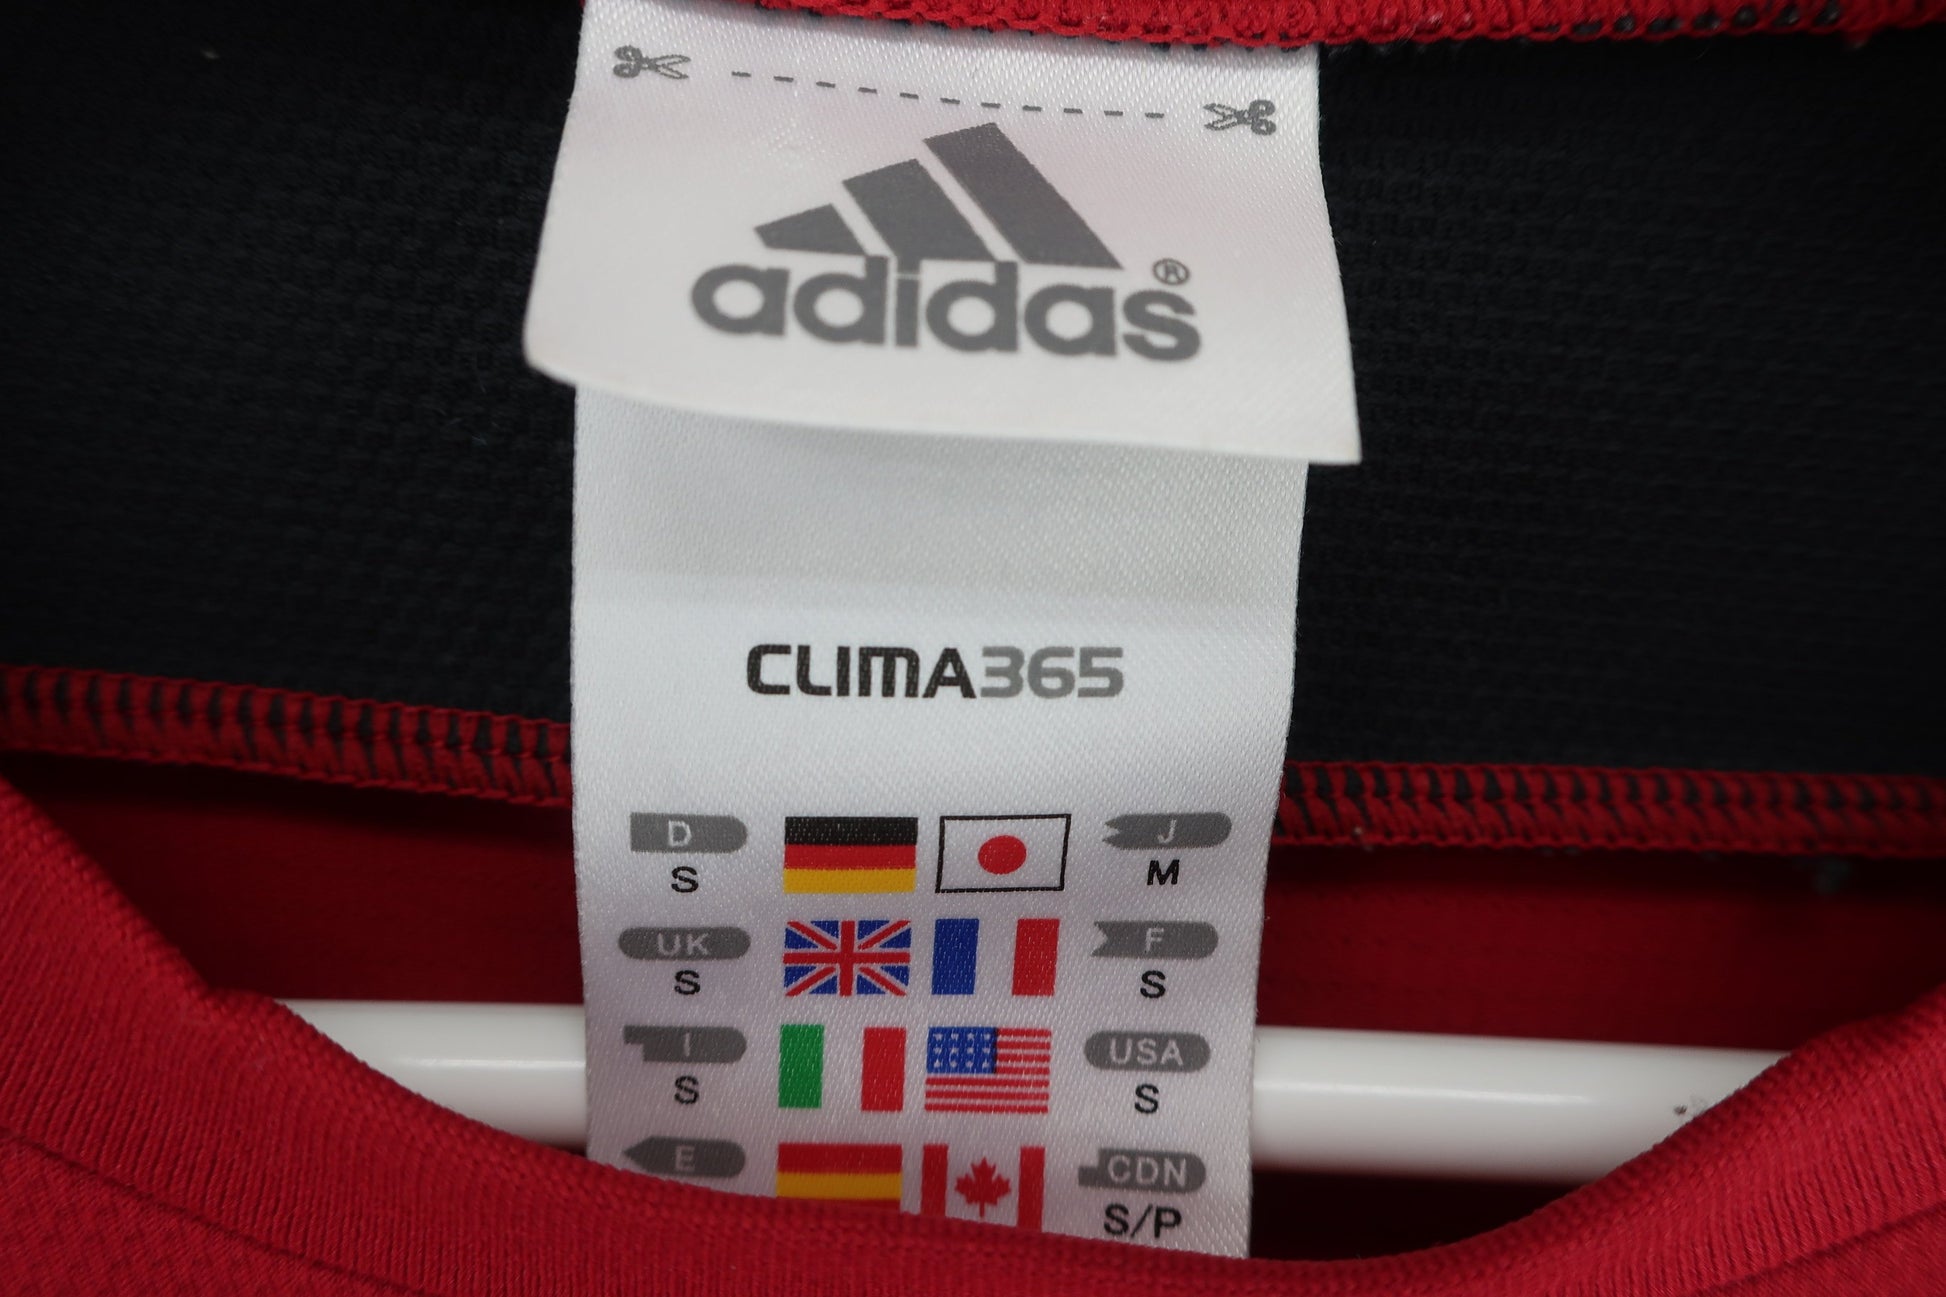 adidas®
CLIMA365
D J
S M
UK F
S S
I USA
S S
E CDN
S/P